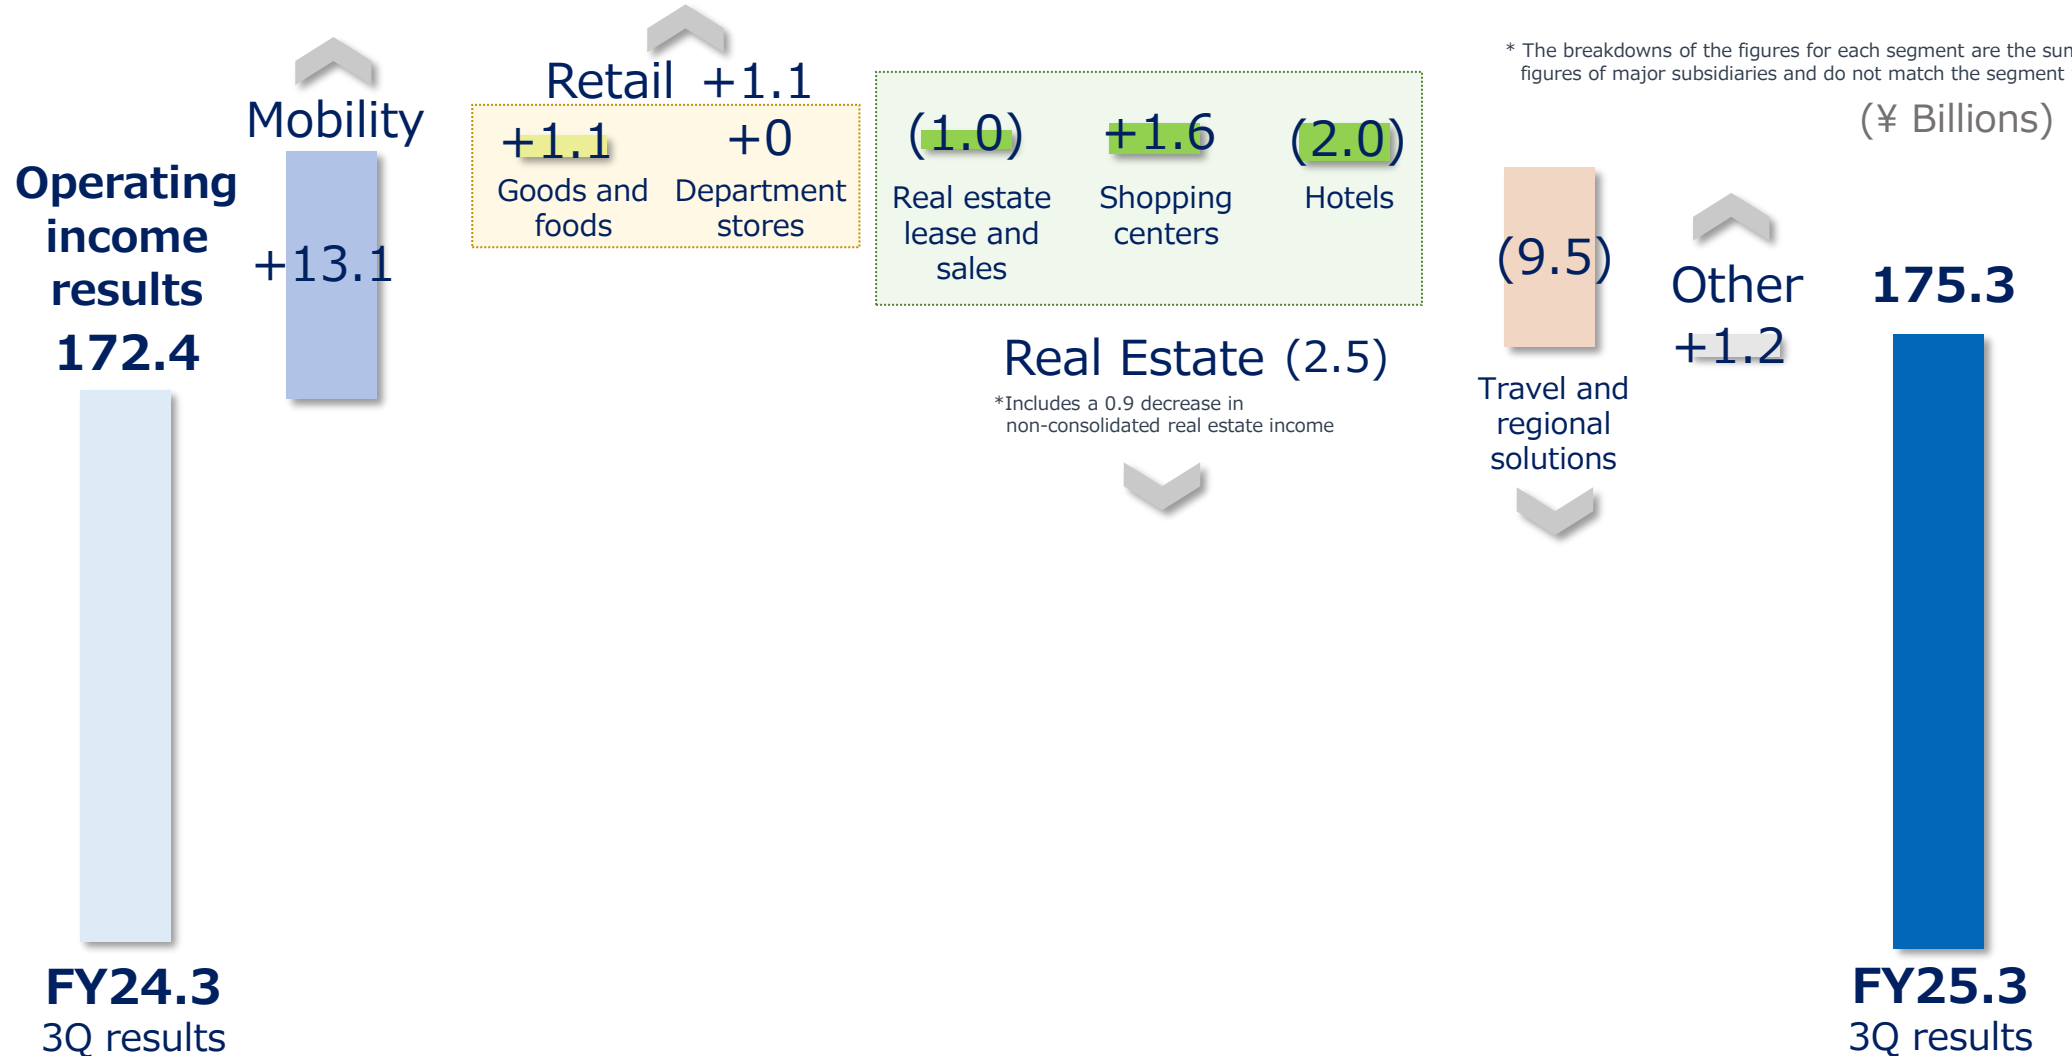 * The breakdowns of the figures for each segment are the sum
figures of major subsidiaries and do not match the segment
(¥ Billions)
Operating
income
results
172.4
FY24.3
3Q results
Mobility
+13.1
Retail +1.1
+1.1
Goods and
foods
+0
Department
stores
(1.0)
Real estate
lease and
sales
+1.6
Shopping
centers
(2.0)
Hotels
Real Estate (2.5)
*Includes a 0.9 decrease in
non-consolidated real estate income
(9.5)
Travel and
regional
solutions
Other
+1.2
175.3
FY25.3
3Q results